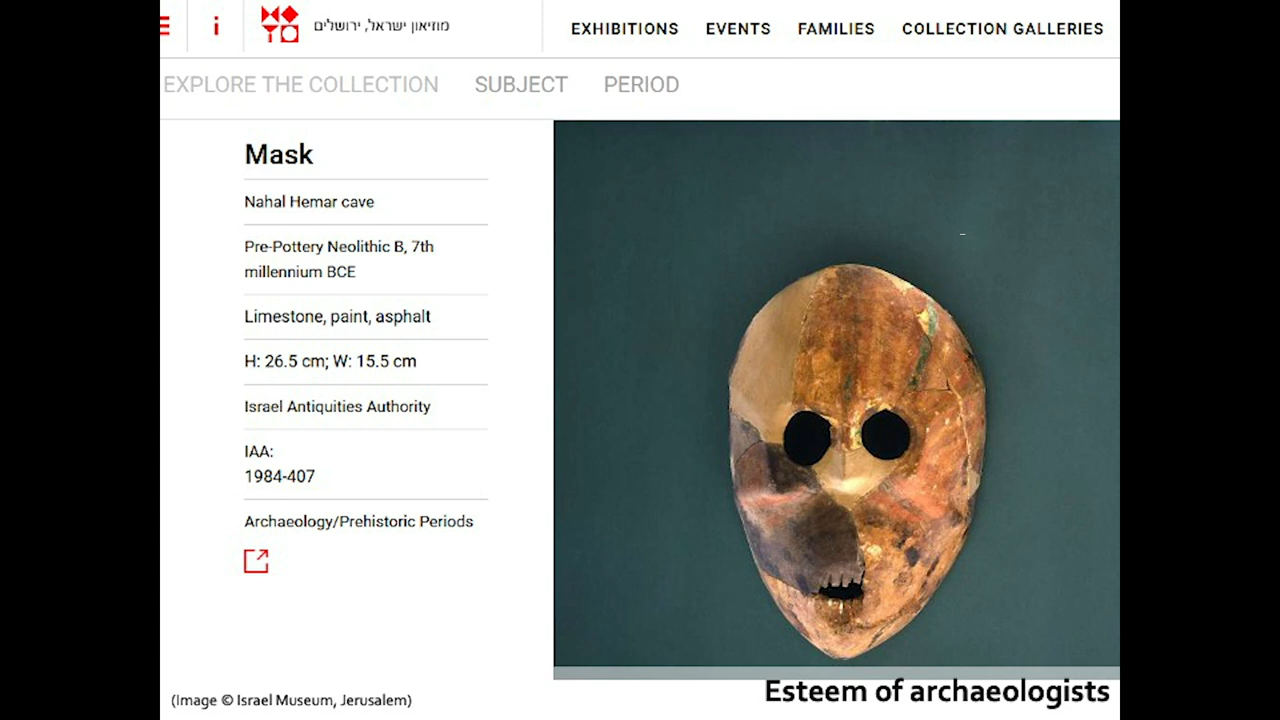 i
מוזיאון ישראל, ירושלים
EXHIBITIONS EVENTS FAMILIES COLLECTION GALLERIES
EXPLORE THE COLLECTION SUBJECT PERIOD
Mask
Nahal Hemar cave
Pre-Pottery Neolithic B, 7th
millennium BCE
Limestone, paint, asphalt
H: 26.5 cm; W: 15.5 cm
Israel Antiquities Authority
IAA:
1984-407
Archaeology/Prehistoric Periods
(Image © Israel Museum, Jerusalem)
Esteem of archaeologists